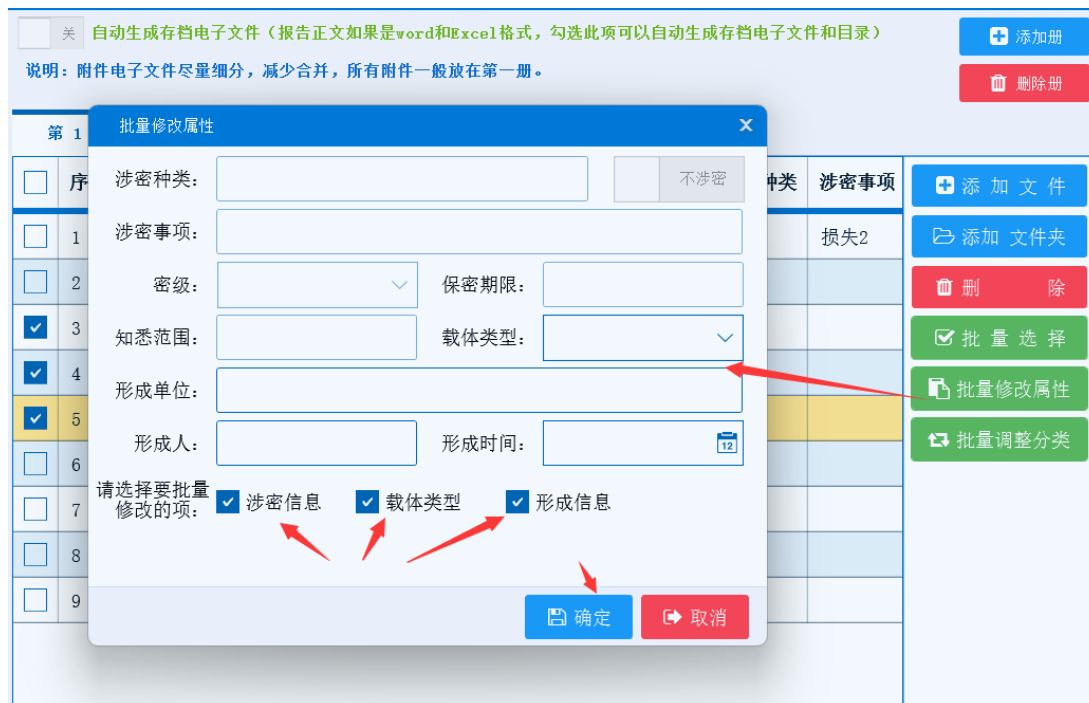 关 自动生成存档电子文件（报告正文如果是word和Excel格式，勾选此项可以自动生成存档电子文件和目录）
添加册
说明：附件电子文件尽量细分，减少合并，所有附件一般放在第一册。
删除册
第 1
批量修改属性 X
序
涉密种类： 不涉密
种类 涉密事项
添 加 文 件
1
涉密事项：
损失2
添加 文件夹
2
密级： 保密期限：
删 除
3
知悉范围： 载体类型：
批 量 选 择
4
形成单位：
批量修改属性
5
形成人： 形成时间： 12
批量调整分类
6
请选择要批量
修改的项： 涉密信息 载体类型 形成信息
7
8
9
确定 取消